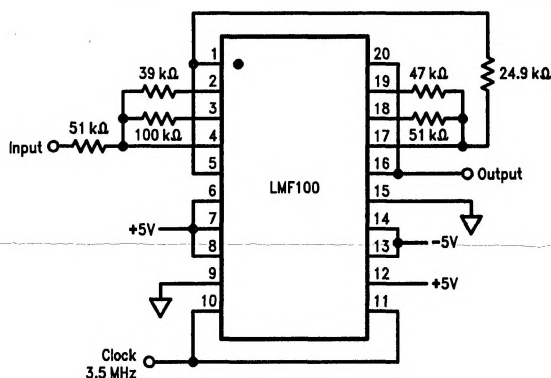 1
20
39 kΩ
2
19
47 kΩ
24.9 kΩ
3
18
51 kΩ
100 kΩ
51 kΩ
Input
4
17
5
16
Output
LMF100
6
15
+5V
7
14
-5V
8
13
9
12
+5V
10
11
Clock
3.5 MHz